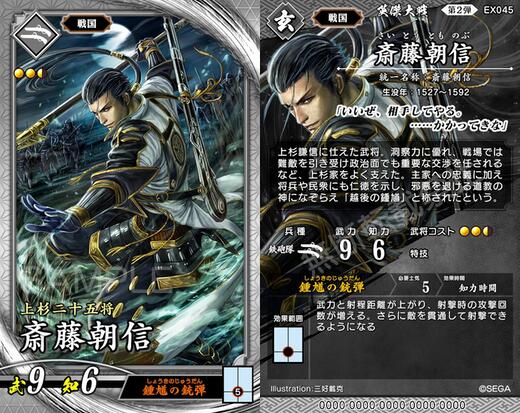 戦国
上杉二十五将
斎藤朝信
武9 知6
しょうきのじゅうだん
鍾馗の銃弾
5
玄
戦国
英傑大戦
第2弾
EX045
さい とう とも のぶ
斎藤朝信
統一名称：斎藤朝信
生没年：1527～1592
「いいぜ、相手してやる。
……かかってきな」
上杉謙信に仕えた武将。洞察力に優れ、戦場では
難敵を引き受け政治面でも重要な交渉を任される
など、上杉家をよく支えた。主家への忠義に加え
将兵や民衆にも仁徳を示し、邪悪を退ける道教の
神になぞらえ「越後の鍾馗」と称されたという。
兵種 武力 知力 武将コスト
鉄砲隊 9 6 特技
しょうきのじゅうだん
鍾馗の銃弾
必要士気 5
効果時間 知力時間
効果範囲
武力と射程距離が上がり、射撃時の攻撃回
数が増える。さらに敵を貫通して射撃でき
るようになる
Illustration:三好載克
©SEGA
0000 0000 0000 0000 0000